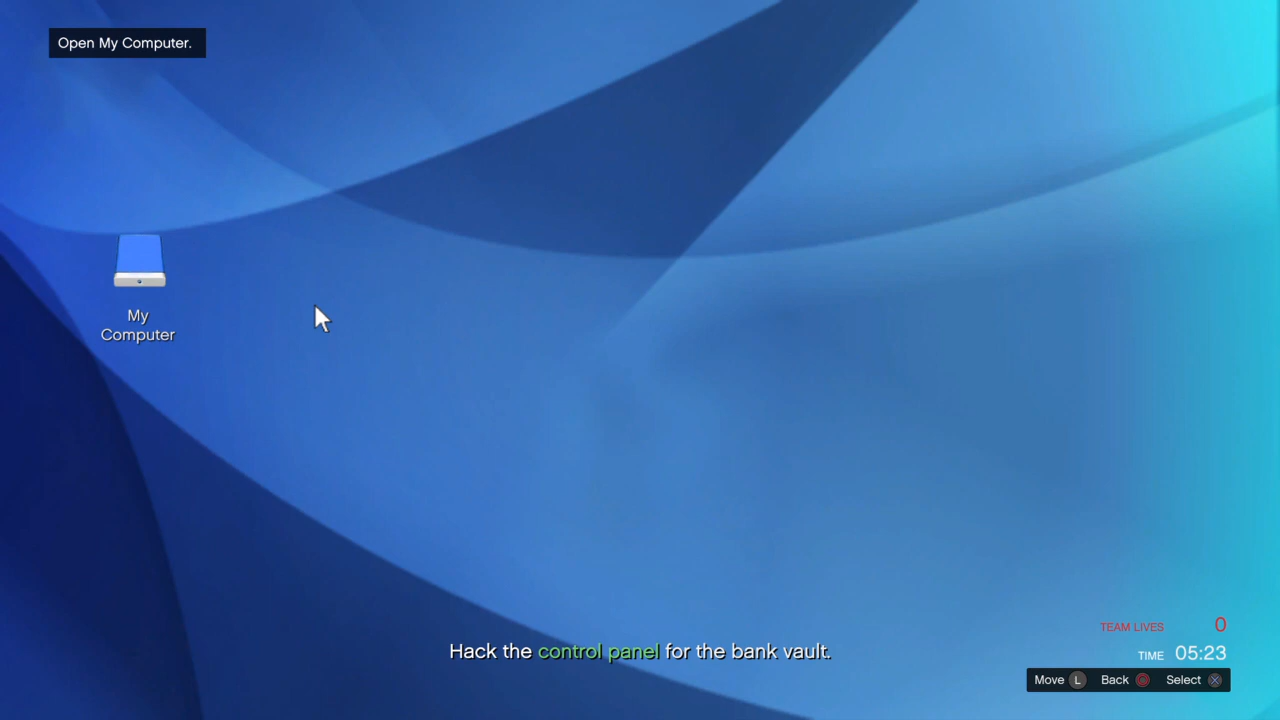 Open My Computer.
My
Computer
Hack the control panel for the bank vault.
TEAM LIVES 0
TIME 05:23
Move L Back Select